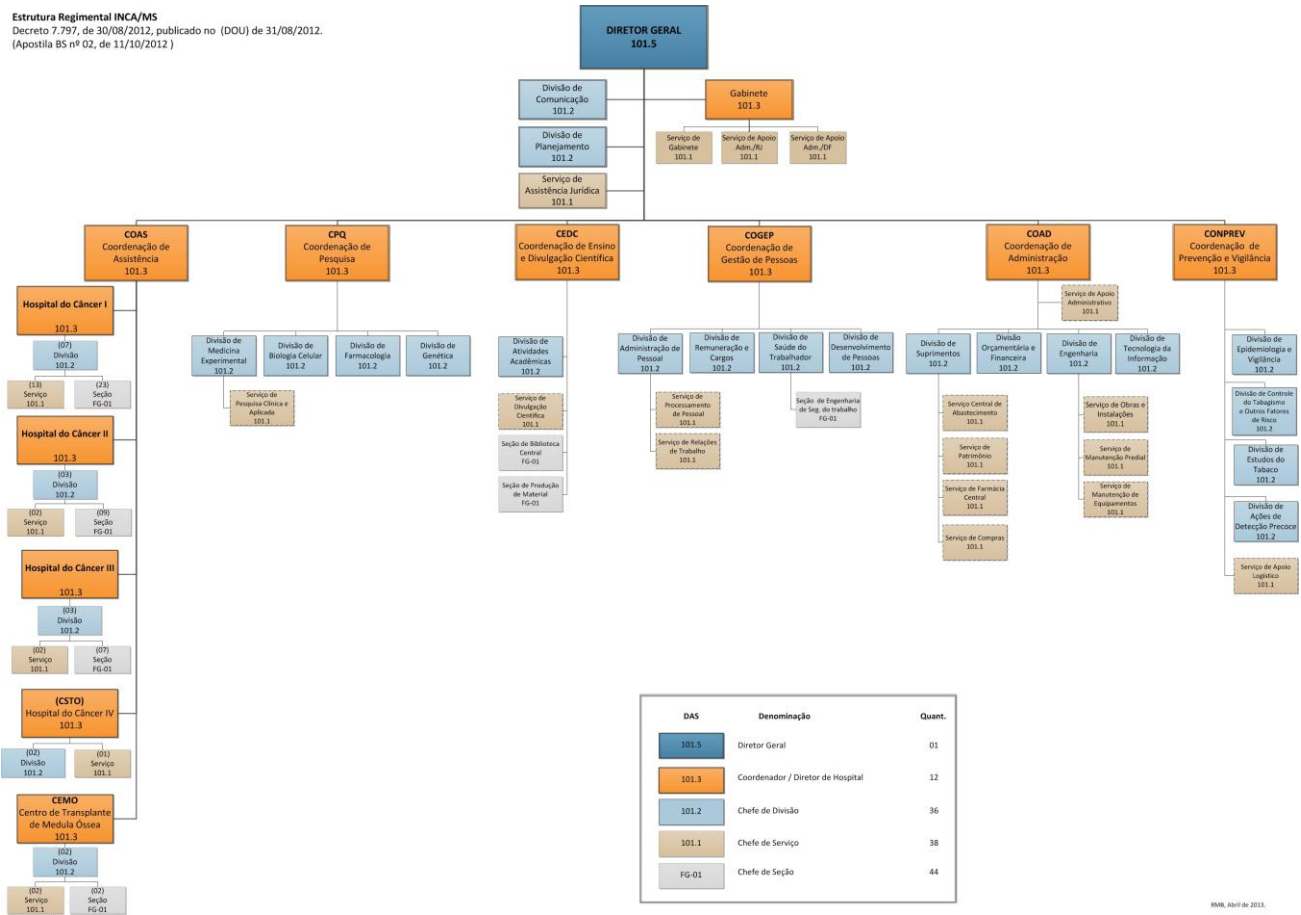 Estrutura Regimental INCA/MS
Decreto 7.797, de 30/08/2012, publicado no (DOU) de 31/08/2012.
(Apostila BS nº 02, de 11/10/2012 )
DIRETOR GERAL
101.5
Divisão de
Comunicação
101.2
Gabinete
101.3
Divisão de
Planejamento
101.2
Serviço de
Gabinete
101.1
Serviço de Apoio
Adm./RJ
101.1
Serviço de Apoio
Adm./DF
101.1
Serviço de
Assistência Jurídica
101.1
COAS
Coordenação de
Assistência
101.3
CPQ
Coordenação de
Pesquisa
101.3
CEDC
Coordenação de Ensino
e Divulgação Científica
101.3
COGEP
Coordenação de
Gestão de Pessoas
101.3
COAD
Coordenação de
Administração
101.3
CONPREV
Coordenação de
Prevenção e Vigilância
101.3
Hospital do Câncer I
101.3
(07)
Divisão
101.2
(13)
Serviço
101.1
(23)
Seção
FG-01
Hospital do Câncer II
101.3
(03)
Divisão
101.2
(02)
Serviço
101.1
(09)
Seção
FG-01
Hospital do Câncer III
101.3
(03)
Divisão
101.2
(02)
Serviço
101.1
(07)
Seção
FG-01
(CSTO)
Hospital do Câncer IV
101.3
(02)
Divisão
101.2
(01)
Serviço
101.1
CEMO
Centro de Transplante
de Medula Óssea
101.3
(02)
Divisão
101.2
(02)
Serviço
101.1
(02)
Seção
FG-01
Divisão de
Medicina
Experimental
101.2
Divisão de
Biologia Celular
101.2
Divisão de
Farmacologia
101.2
Divisão de
Genética
101.2
Serviço de
Pesquisa Clínica e
Aplicada
101.1
Divisão de
Atividades
Acadêmicas
101.2
Serviço de
Divulgação
Científica
101.1
Seção de Biblioteca
Central
FG-01
Seção de Produção
de Material
FG-01
Divisão de
Administração de
Pessoal
101.2
Divisão de
Remuneração e
Cargos
101.2
Divisão de
Saúde do
Trabalhador
101.2
Divisão de
Desenvolvimento
de Pessoas
101.2
Serviço de
Processamento
de Pessoal
101.1
Serviço de Relações
de Trabalho
101.1
Seção de Engenharia
de Seg. do trabalho
FG-01
Serviço de Apoio
Administrativo
101.1
Divisão de
Suprimentos
101.2
Divisão
Orçamentária e
Financeira
101.2
Divisão de
Engenharia
101.2
Divisão de
Tecnologia da
Informação
101.2
Serviço Central de
Abastecimento
101.1
Serviço de
Patrimônio
101.1
Serviço de Farmácia
Central
101.1
Serviço de Compras
101.1
Serviço de Obras e
Instalações
101.1
Serviço de
Manutenção Predial
101.1
Serviço de
Manutenção de
Equipamentos
101.1
Divisão de
Epidemiologia e
Vigilância
101.2
Divisão de Controle
do Tabagismo
e Outros Fatores
de Risco
101.2
Divisão de
Estudos do
Tabaco
101.2
Divisão de
Ações de
Detecção Precoce
101.2
Serviço de Apoio
Logístico
101.1
DAS Denominação Quant.
101.5 Diretor Geral 01
101.3 Coordenador / Diretor de Hospital 12
101.2 Chefe de Divisão 36
101.1 Chefe de Serviço 38
FG-01 Chefe de Seção 44
RMB, Abril de 2013.